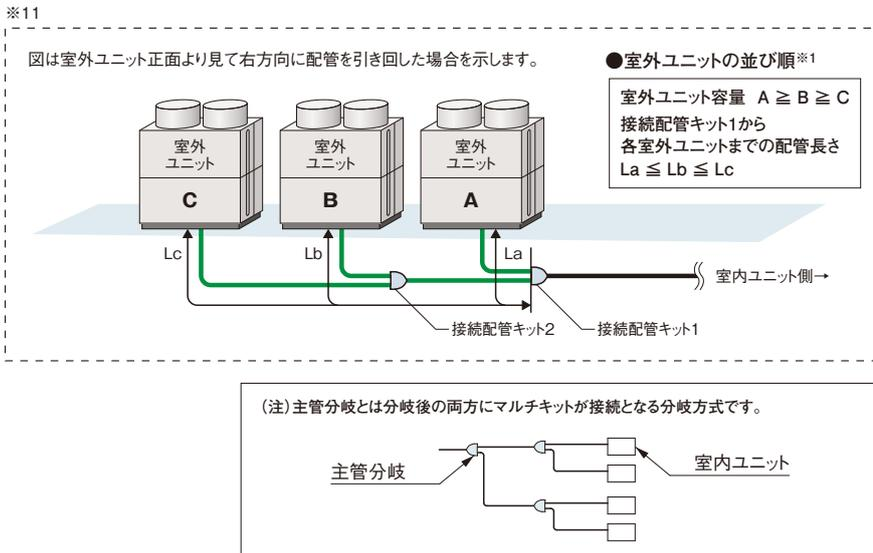 ※11
図は室外ユニット正面より見て右方向に配管を引き回した場合を示します。
●室外ユニットの並び順※1
室外ユニット容量 A ≧ B ≧ C
接続配管キット1から
各室外ユニットまでの配管長さ
La ≦ Lb ≦ Lc
室外
ユニット
C
室外
ユニット
B
室外
ユニット
A
Lc
Lb
La
室内ユニット側→
接続配管キット2
接続配管キット1
(注)主管分岐とは分岐後の両方にマルチキットが接続となる分岐方式です。
主管分岐
室内ユニット